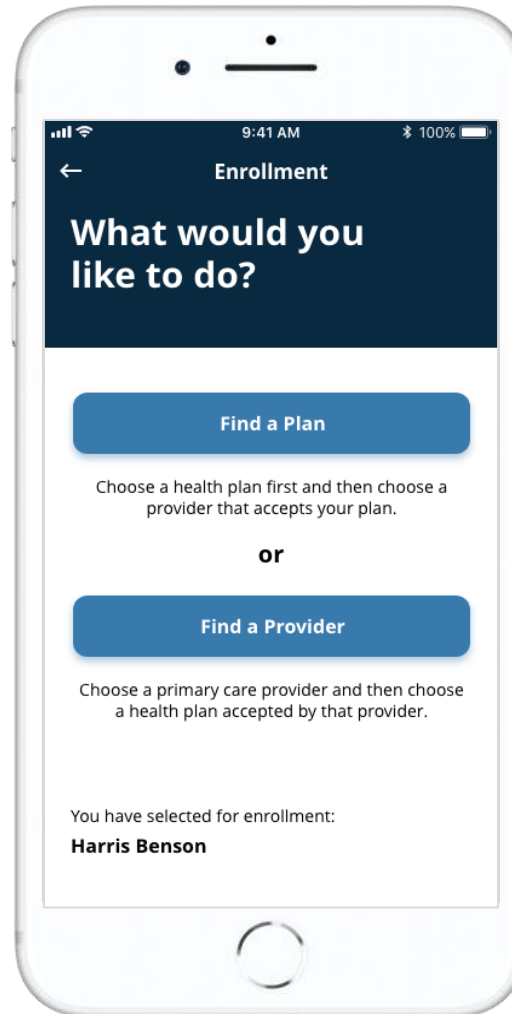 9:41 AM
100%
Enrollment
What would you
like to do?
Find a Plan
Choose a health plan first and then choose a
provider that accepts your plan.
or
Find a Provider
Choose a primary care provider and then choose
a health plan accepted by that provider.
You have selected for enrollment:
Harris Benson